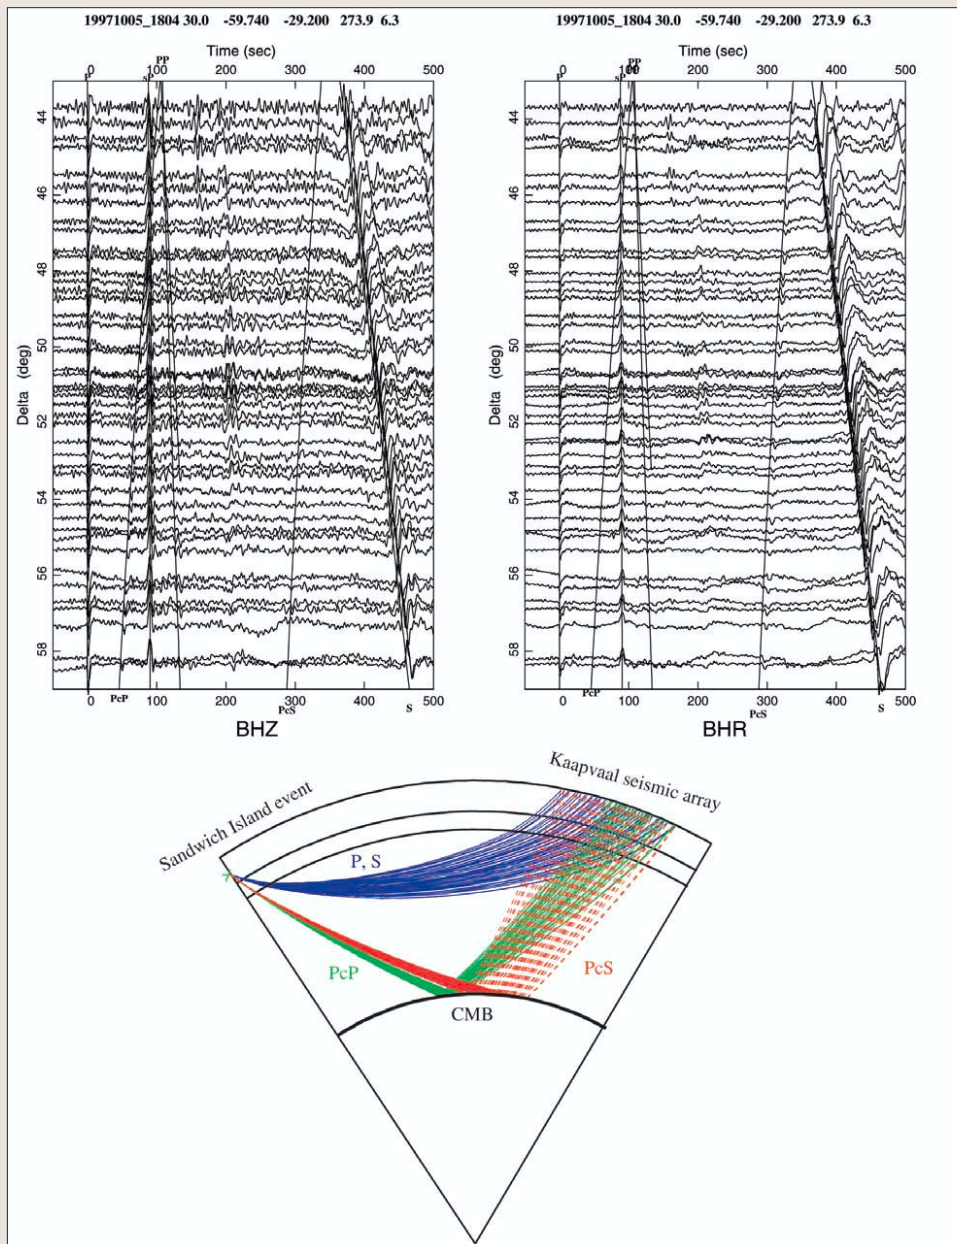 19971005_1804 30.0 -59.740 -29.200 273.9 6.3
Time (sec)
0 100 200 300 400 500
P sP PP
Delta (deg)
44
46
48
50
52
54
56
58
0 100 200 300 400 500
PcP PcS S
BHZ
19971005_1804 30.0 -59.740 -29.200 273.9 6.3
Time (sec)
0 100 200 300 400 500
P sP PP
Delta (deg)
44
46
48
50
52
54
56
58
0 100 200 300 400 500
PcP PcS S
BHR
Sandwich Island event
Kaapvaal seismic array
P, S
PcP
PcS
CMB